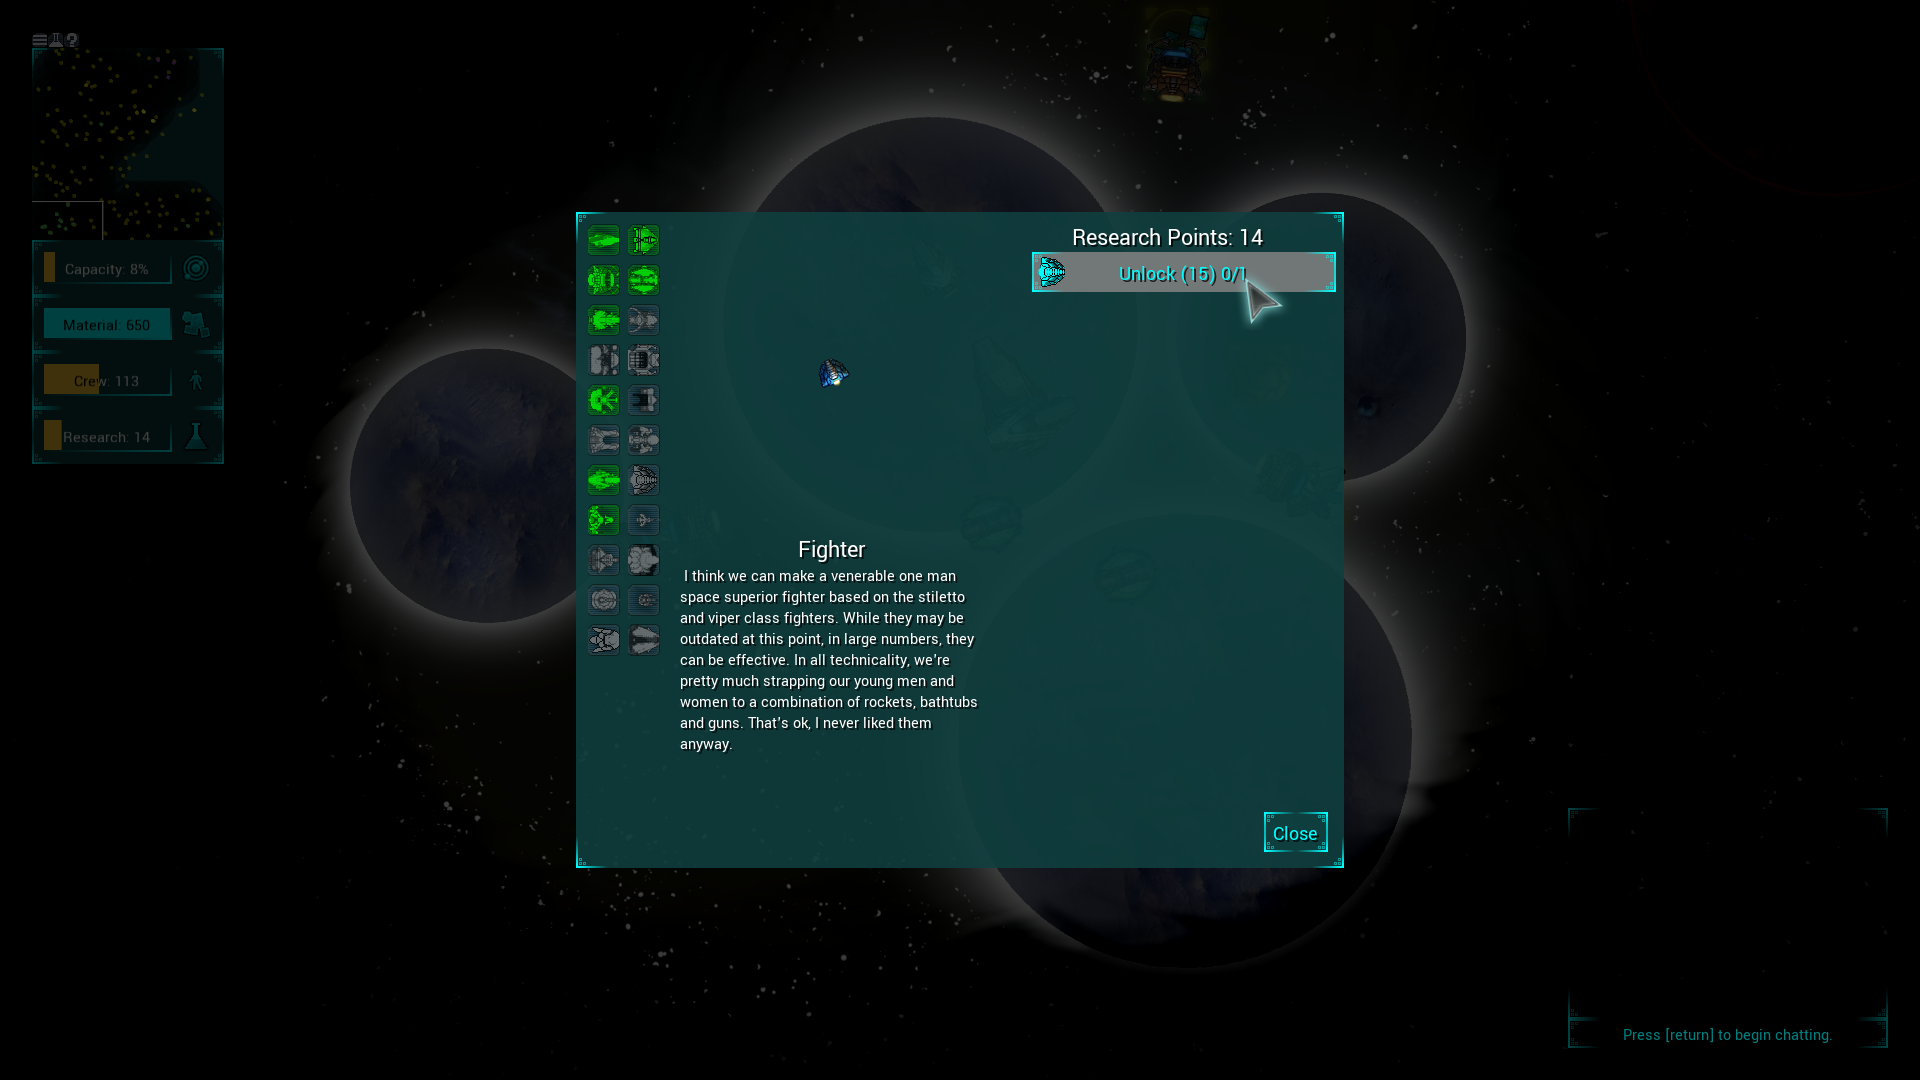 Capacity: 8%
Material: 650
Crew: 113
Research: 14
Research Points: 14
Unlock (15) 0/1
Fighter
I think we can make a venerable one man
space superior fighter based on the stiletto
and viper class fighters. While they may be
outdated at this point, in large numbers, they
can be effective. In all technicality, we're
pretty much strapping our young men and
women to a combination of rockets, bathtubs
and guns. That's ok, I never liked them
anyway.
Close
Press [return] to begin chatting.